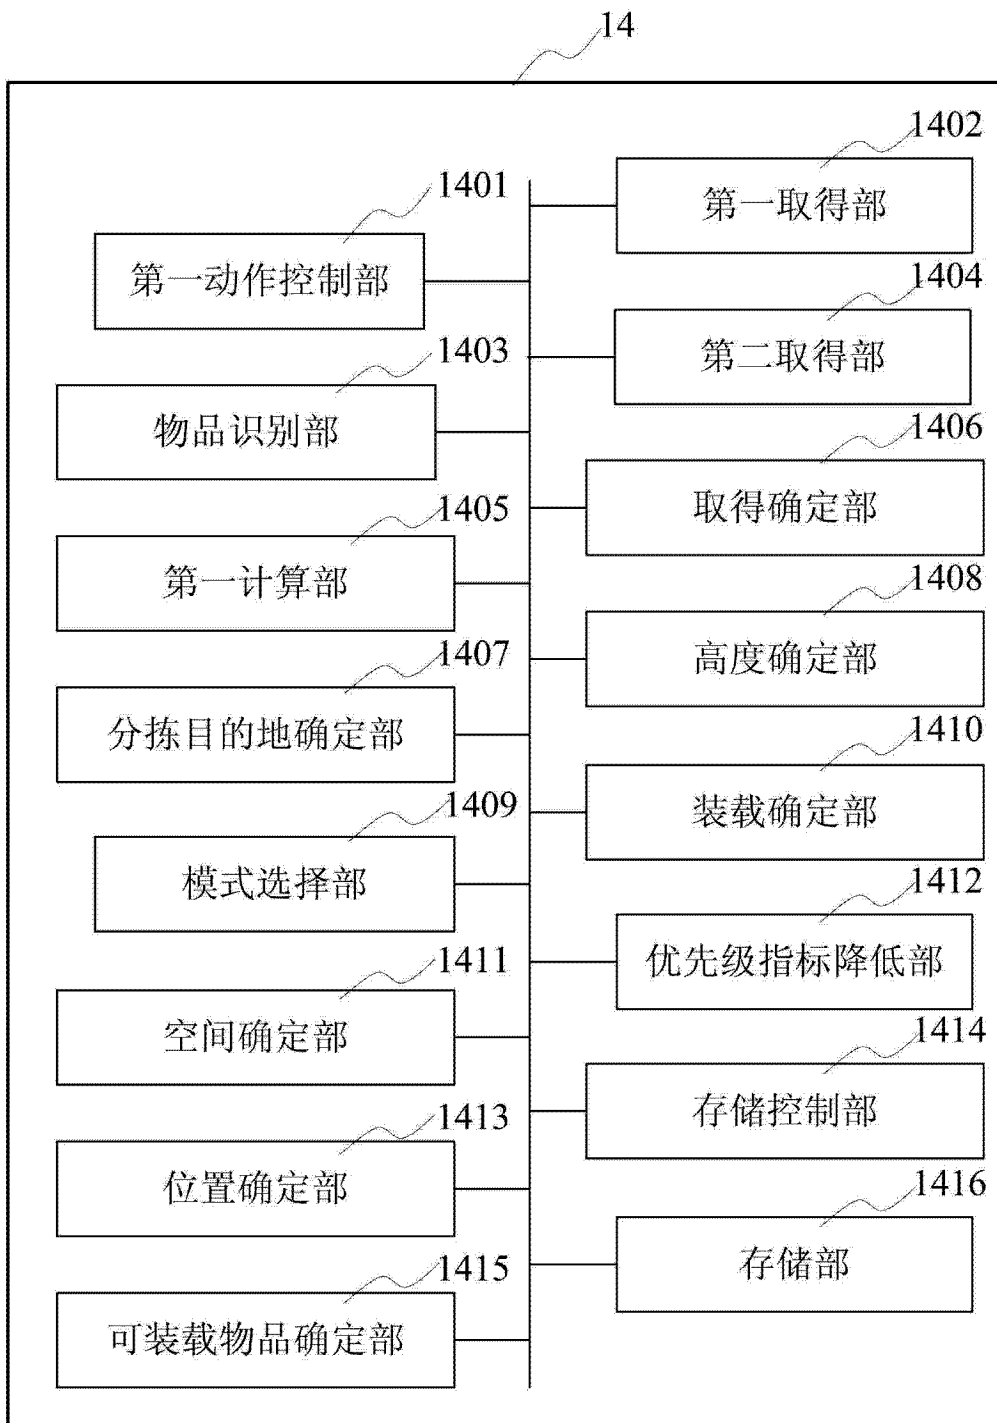 14
1402
第一取得部
1401
第一动作控制部
1404
第二取得部
1403
物品识别部
1406
取得确定部
1405
第一计算部
1408
高度确定部
1407
分拣目的地确定部
1410
装载确定部
1409
模式选择部
1412
优先级指标降低部
1411
空间确定部
1414
存储控制部
1413
位置确定部
1416
存储部
1415
可装载物品确定部